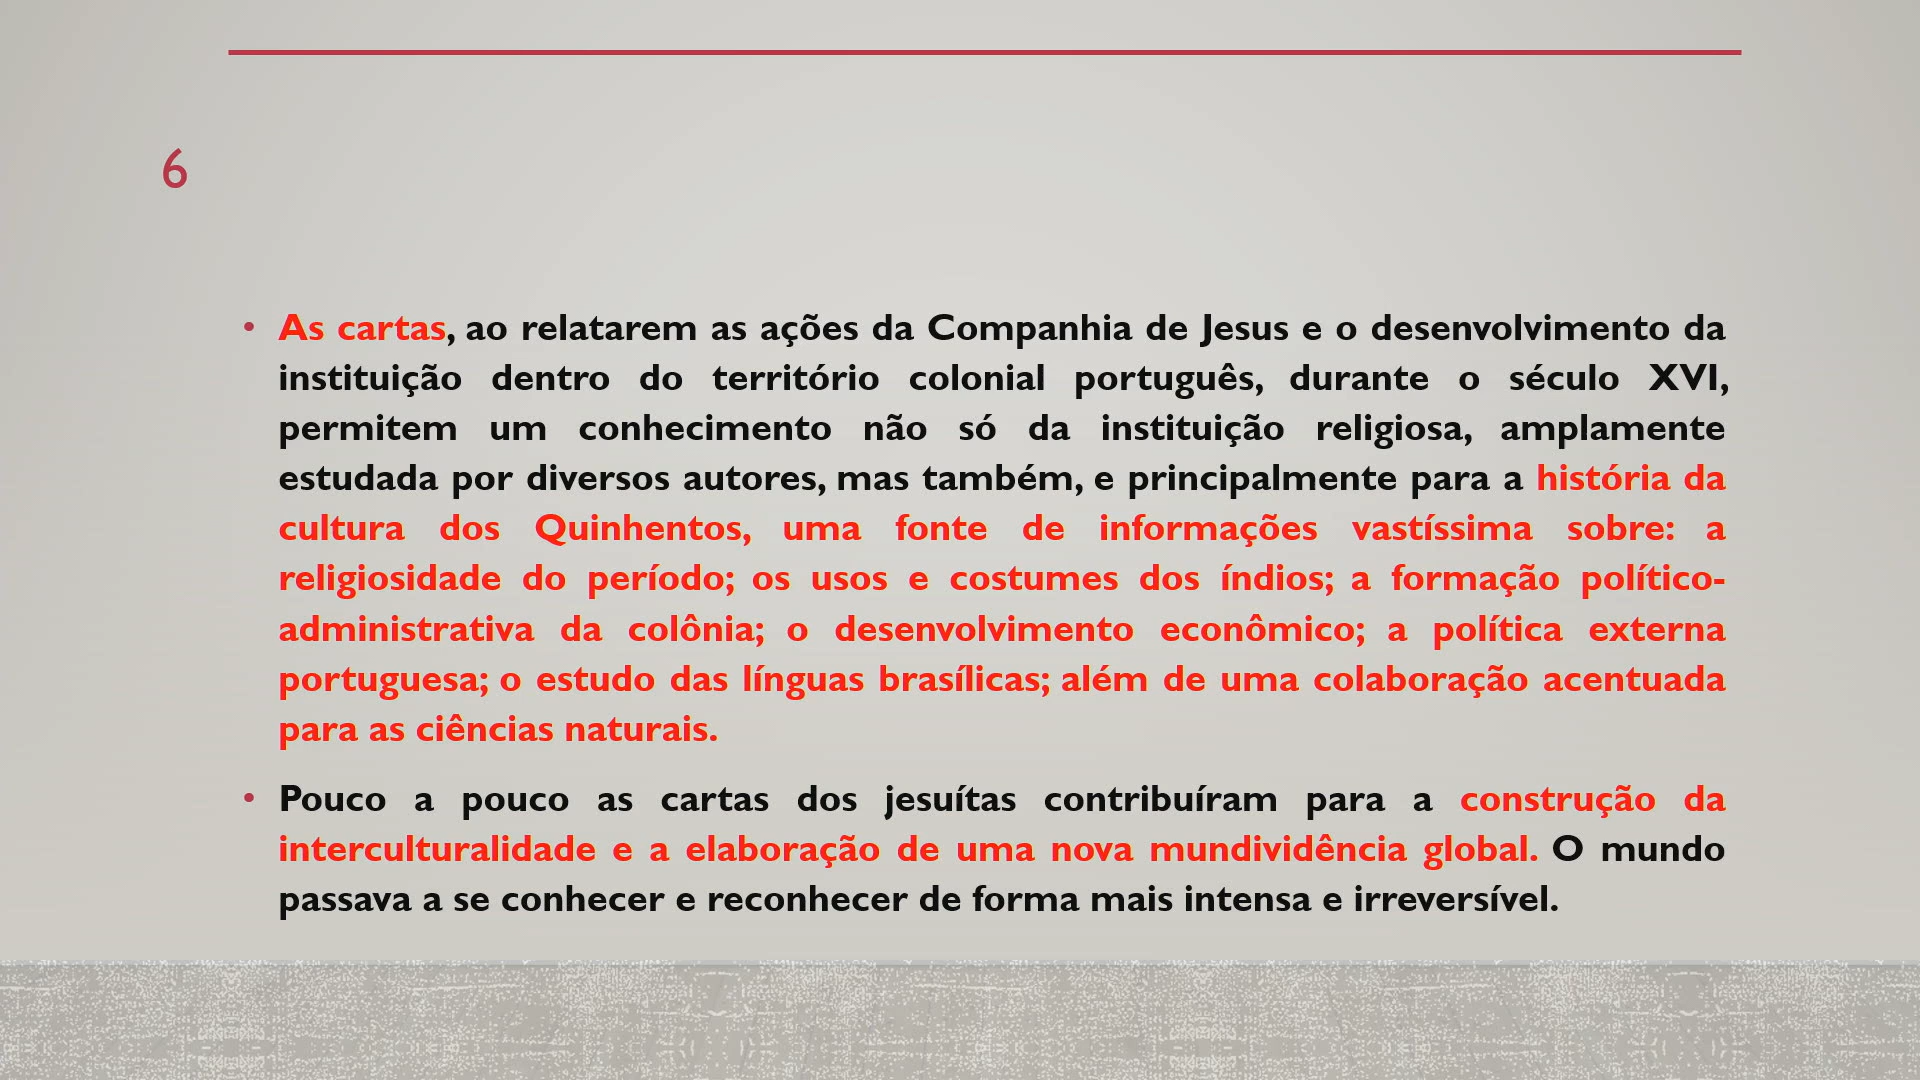 6
• As cartas, ao relatarem as ações da Companhia de Jesus e o desenvolvimento da
instituição dentro do território colonial português, durante o século XVI,
permitem um conhecimento não só da instituição religiosa, amplamente
estudada por diversos autores, mas também, e principalmente para a história da
cultura dos Quinhentos, uma fonte de informações vastíssima sobre: a
religiosidade do período; os usos e costumes dos índios; a formação político-
administrativa da colônia; o desenvolvimento econômico; a política externa
portuguesa; o estudo das línguas brasílicas; além de uma colaboração acentuada
para as ciências naturais.
• Pouco a pouco as cartas dos jesuítas contribuíram para a construção da
interculturalidade e a elaboração de uma nova mundividência global. O mundo
passava a se conhecer e reconhecer de forma mais intensa e irreversível.